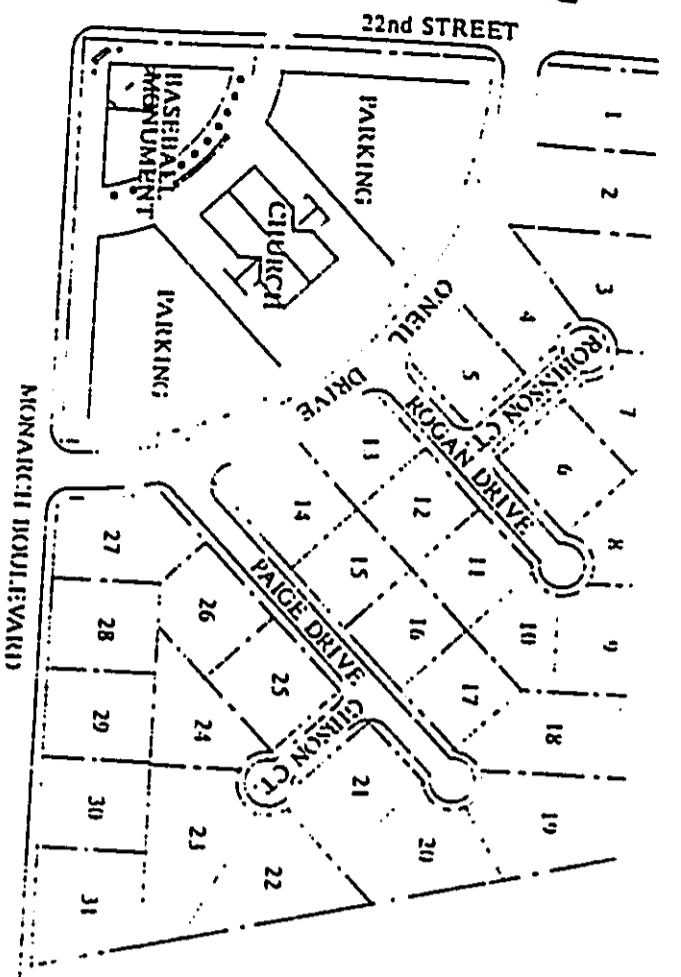 22nd STREET
1
PARKING
BASEBALL
MONUMENT
2
CHURCH
3
O'NEIL
4
ROBINSON CT.
PARKING
5
7
DRIVE
ROGAN DRIVE
6
MONARCH BOULEVARD
13
12
8
14
11
27
PAIGE DRIVE
15
10
9
26
16
28
25
17
18
29
24
GIBSON CT.
21
30
23
22
20
19
31